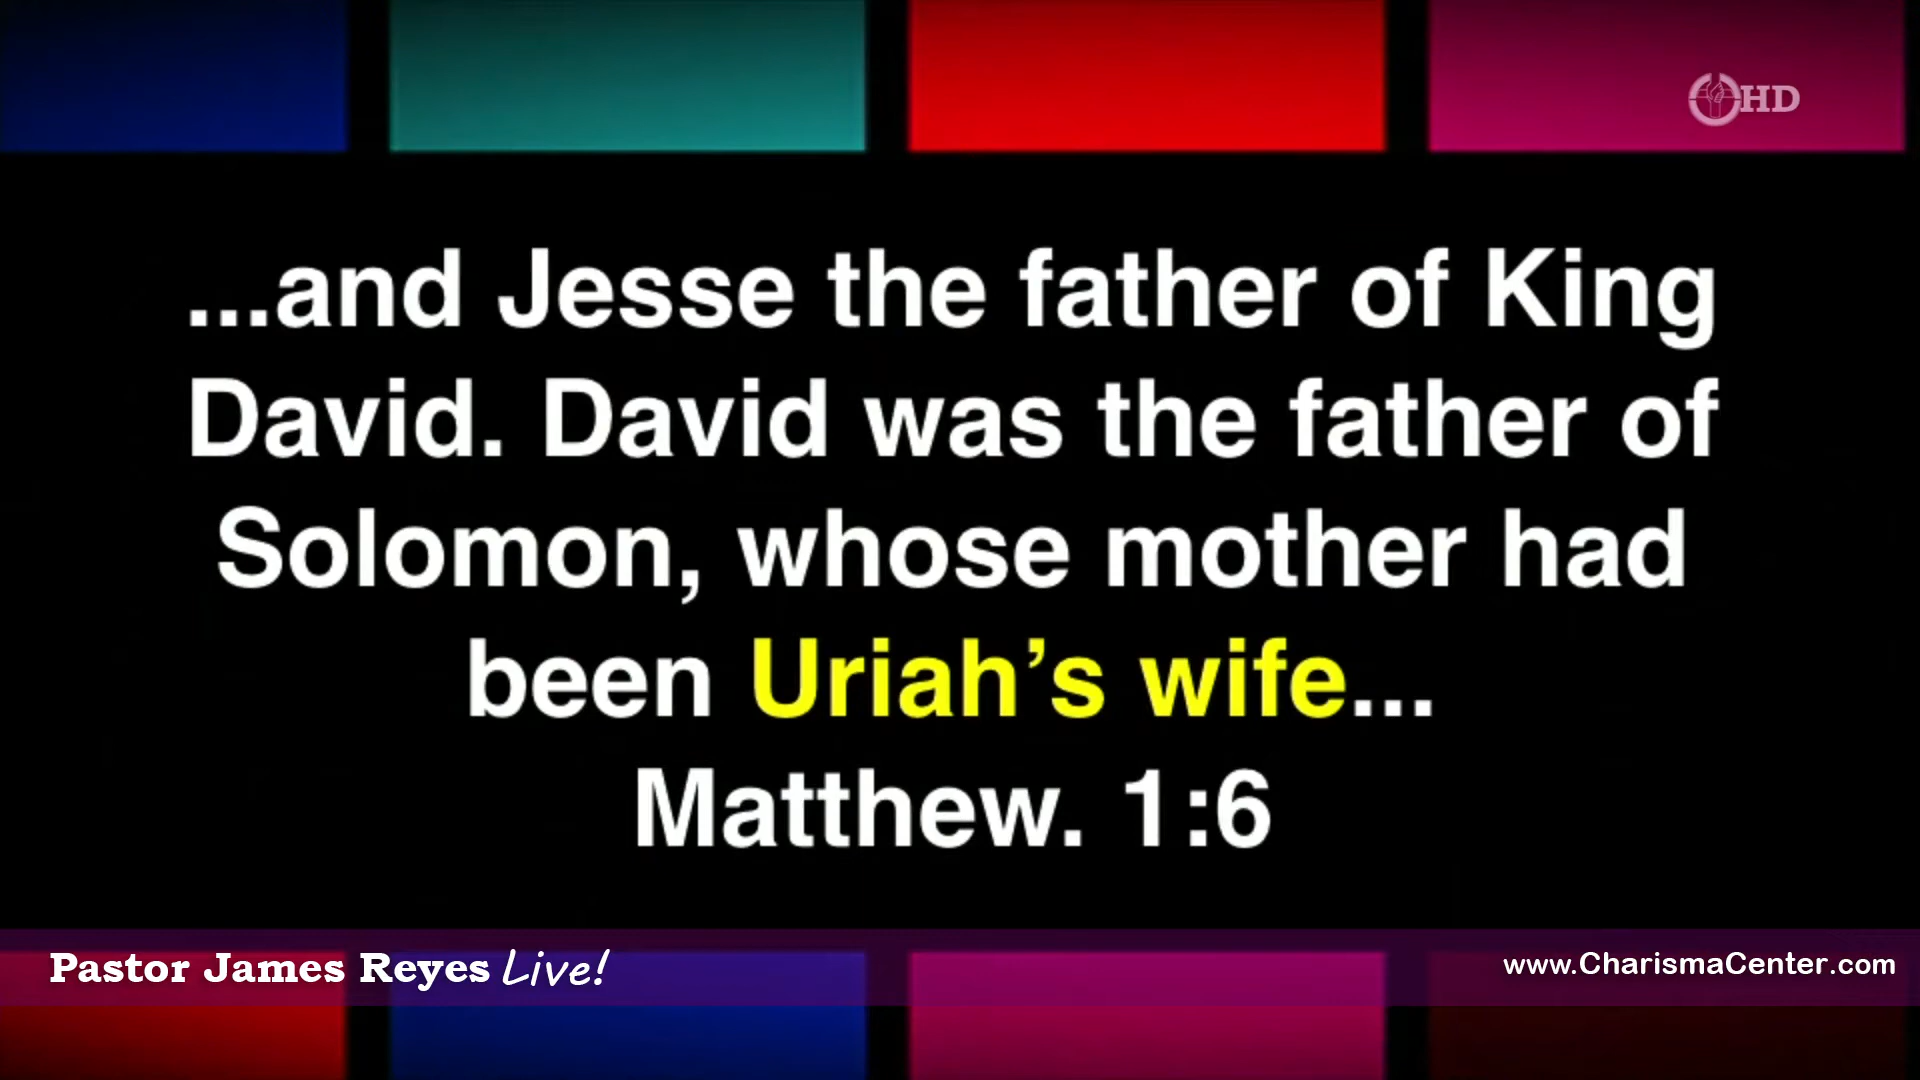 HD
...and Jesse the father of King
David. David was the father of
Solomon, whose mother had
been Uriah’s wife...
Matthew. 1:6
Pastor James Reyes Live!
www.CharismaCenter.com